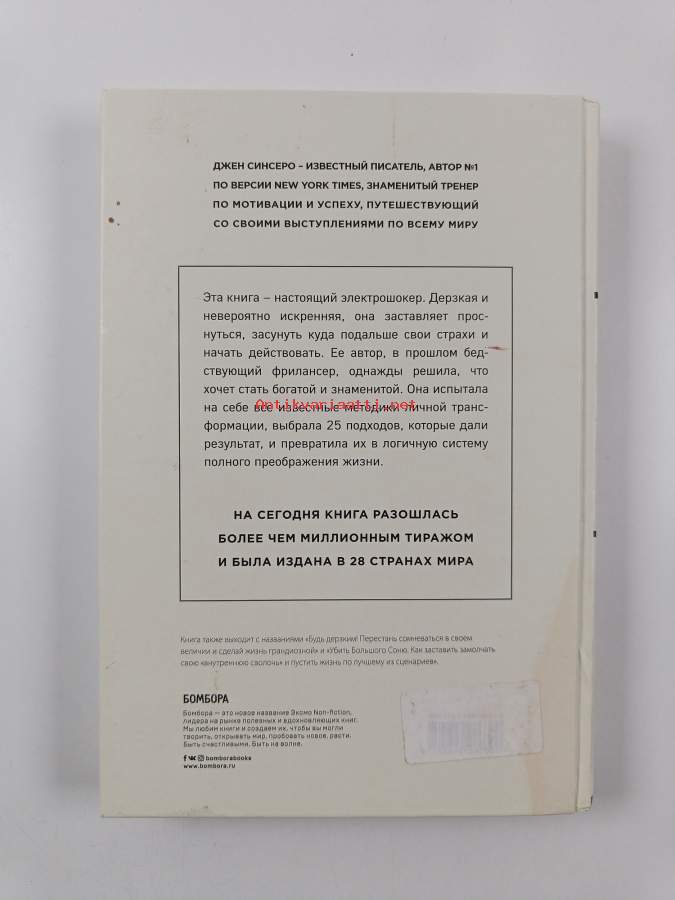 ДЖЕН СИНСЕРО – ИЗВЕСТНЫЙ ПИСАТЕЛЬ, АВТОР №1
ПО ВЕРСИИ NEW YORK TIMES, ЗНАМЕНИТЫЙ ТРЕНЕР
ПО МОТИВАЦИИ И УСПЕХУ, ПУТЕШЕСТВУЮЩИЙ
СО СВОИМИ ВЫСТУПЛЕНИЯМИ ПО ВСЕМУ МИРУ
Эта книга – настоящий электрошокер. Дерзкая и
невероятно искренняя, она заставляет прос-
нуться, засунуть куда подальше свои страхи и
начать действовать. Ее автор, в прошлом бед-
ствующий фрилансер, однажды решила, что
хочет стать богатой и знаменитой. Она испытала
на себе все известные методики личной транс-
Antikvariaatti.net
формации, выбрала 25 подходов, которые дали
результат, и превратила их в логичную систему
полного преображения жизни.
НА СЕГОДНЯ КНИГА РАЗОШЛАСЬ
БОЛЕЕ ЧЕМ МИЛЛИОННЫМ ТИРАЖОМ
И БЫЛА ИЗДАНА В 28 СТРАНАХ МИРА
Книга также выходит с названиями «Будь дерзким! Перестань сомневаться в своем
величии и сделай жизнь грандиозной» и «Убить Большого Соню. Как заставить замолчать
свою «внутреннюю сволочь» и пустить жизнь по лучшему из сценариев».
БОМБОРА
Бомбора — это новое название Эксмо Non-fiction,
лидера на рынке полезных и вдохновляющих книг.
Мы любим книги и создаем их, чтобы вы могли
творить, открывать мир, пробовать новое, расти.
Быть счастливыми. Быть на волне.
bomborabooks
www.bombora.ru